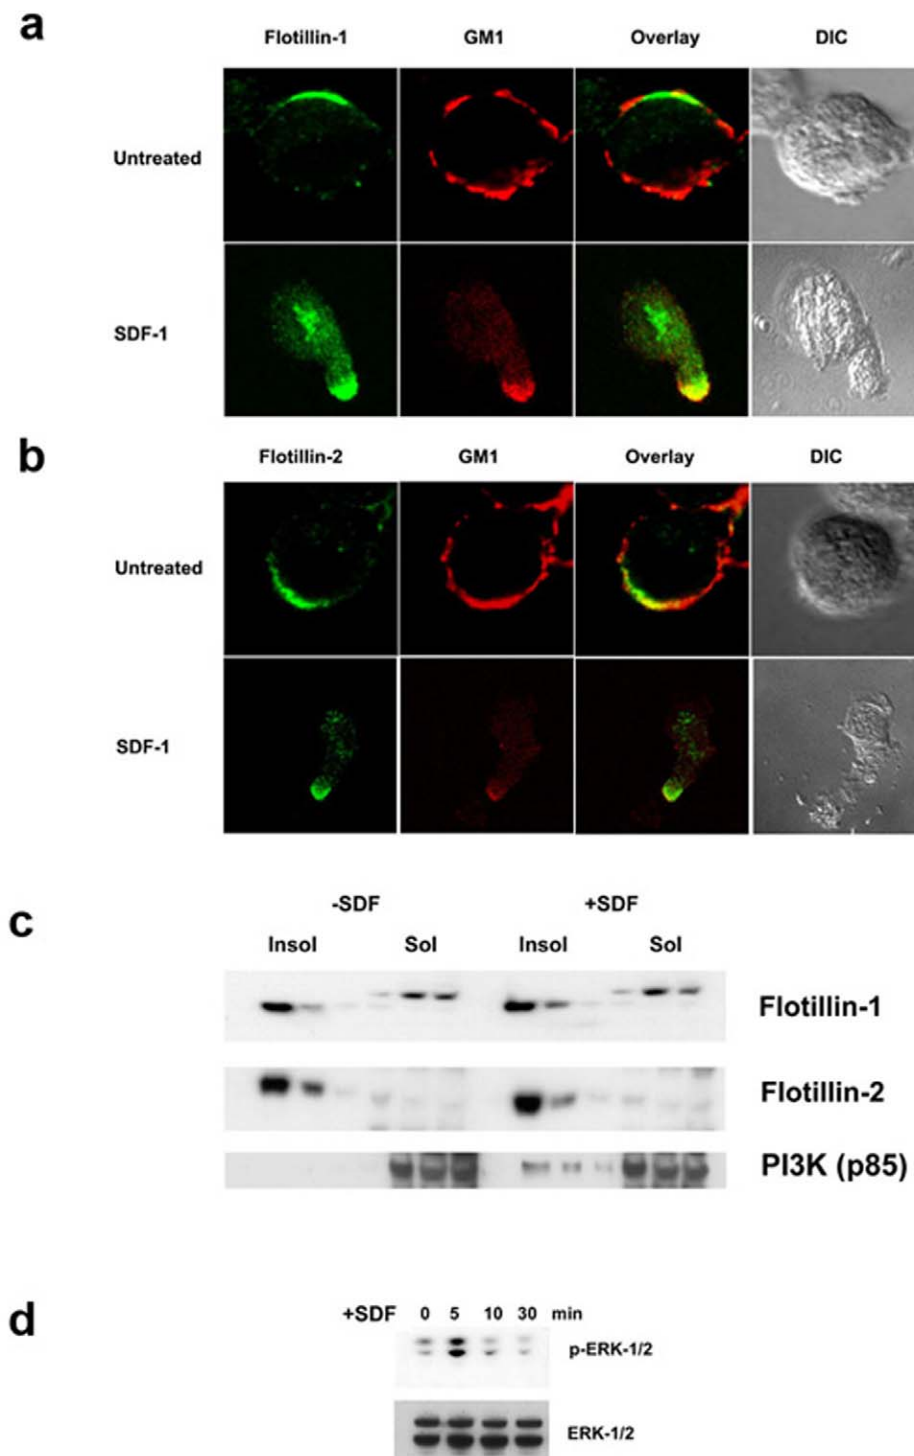 a
Flotillin-1 GM1 Overlay DIC
Untreated
SDF-1
b
Flotillin-2 GM1 Overlay DIC
Untreated
SDF-1
c
-SDF +SDF
Insol Sol Insol Sol
Flotillin-1
Flotillin-2
PI3K (p85)
d
+SDF 0 5 10 30 min
p-ERK-1/2
ERK-1/2